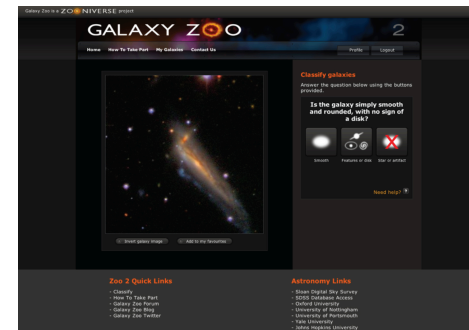 Galaxy Zoo is a ZOONIVERSE project
GALAXY ZOO 2
Home How To Take Part My Galaxies Contact Us Profile Logout
Classify galaxies
Answer the question below using the buttons
provided.
Is the galaxy simply smooth
and rounded, with no sign of
a disk?
Smooth Features or disk Star or artifact
Need help? ?
Invert galaxy image Add to my favourites
Zoo 2 Quick Links
- Classify
- How To Take Part
- Galaxy Zoo Forum
- Galaxy Zoo Blog
- Galaxy Zoo Twitter
Astronomy Links
- Sloan Digital Sky Survey
- SDSS Database Access
- Oxford University
- University of Nottingham
- University of Portsmouth
- Yale University
- Johns Hopkins University